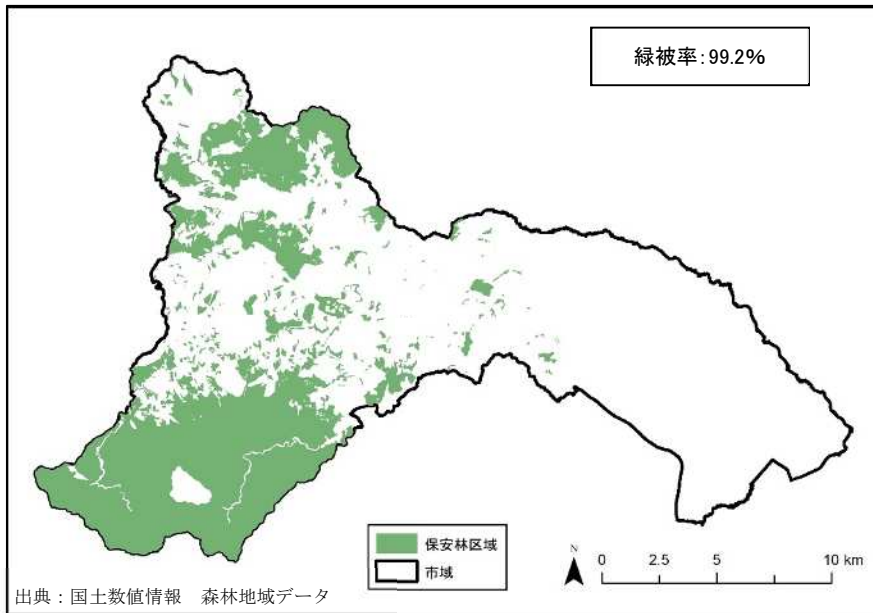 緑被率：99.2%
保安林区域
市域
N
0 2.5 5 10 km
出典：国土数値情報　森林地域データ